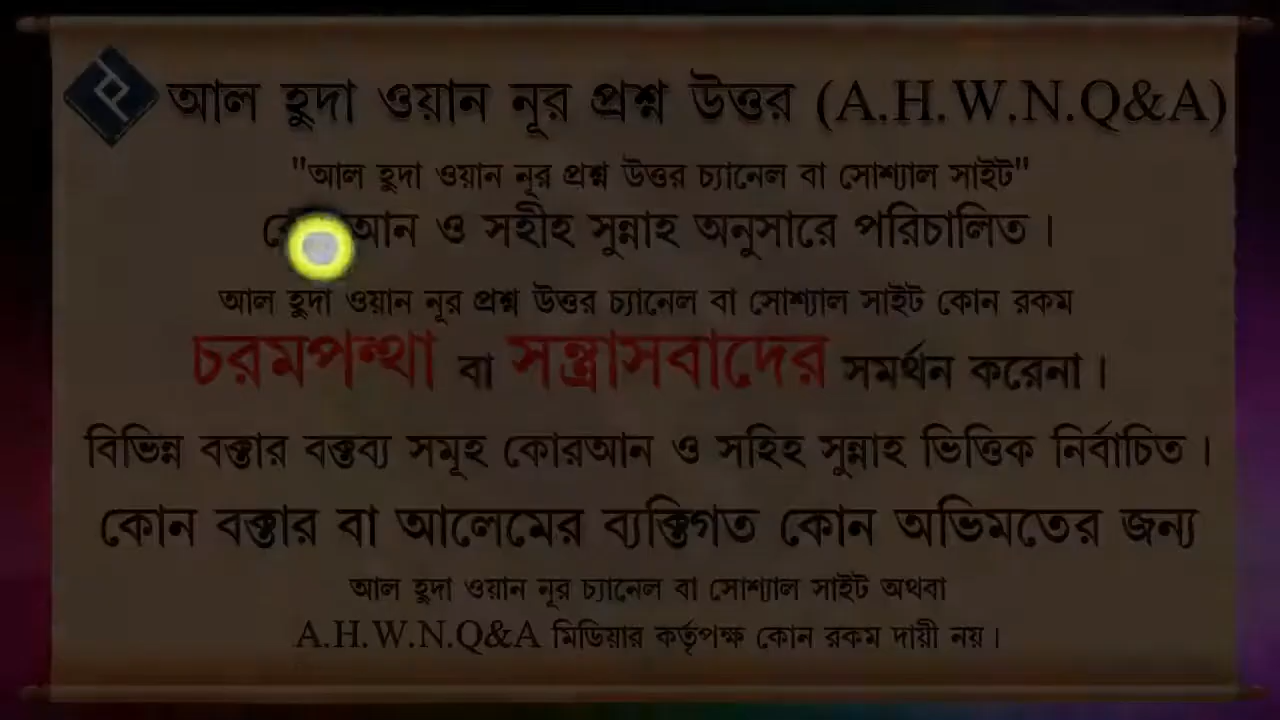 আল হুদা ওয়ান নূর প্রশ্ন উত্তর (A.H.W.N.Q&A)
"আল হুদা ওয়ান নূর প্রশ্ন উত্তর চ্যানেল বা সোশ্যাল সাইট"
ও সহীহ সুন্নাহ অনুসারে পরিচালিত।
আল হুদা ওয়ান নূর প্রশ্ন উত্তর চ্যানেল বা সোশ্যাল সাইট কোন রকম
চরমপন্থা বা সন্ত্রাসবাদের সমর্থন করেনা।
বিভিন্ন বক্তার বক্তব্য সমূহ কোরআন ও সহিহ সুন্নাহ ভিত্তিক নির্বাচিত।
কোন বক্তার বা আলেমের ব্যক্তিগত কোন অভিমতের জন্য
আল হুদা ওয়ান নূর চ্যানেল বা সোশ্যাল সাইট অথবা
A.H.W.N.Q&A মিডিয়ার কর্তৃপক্ষ কোন রকম দায়ী নয়।